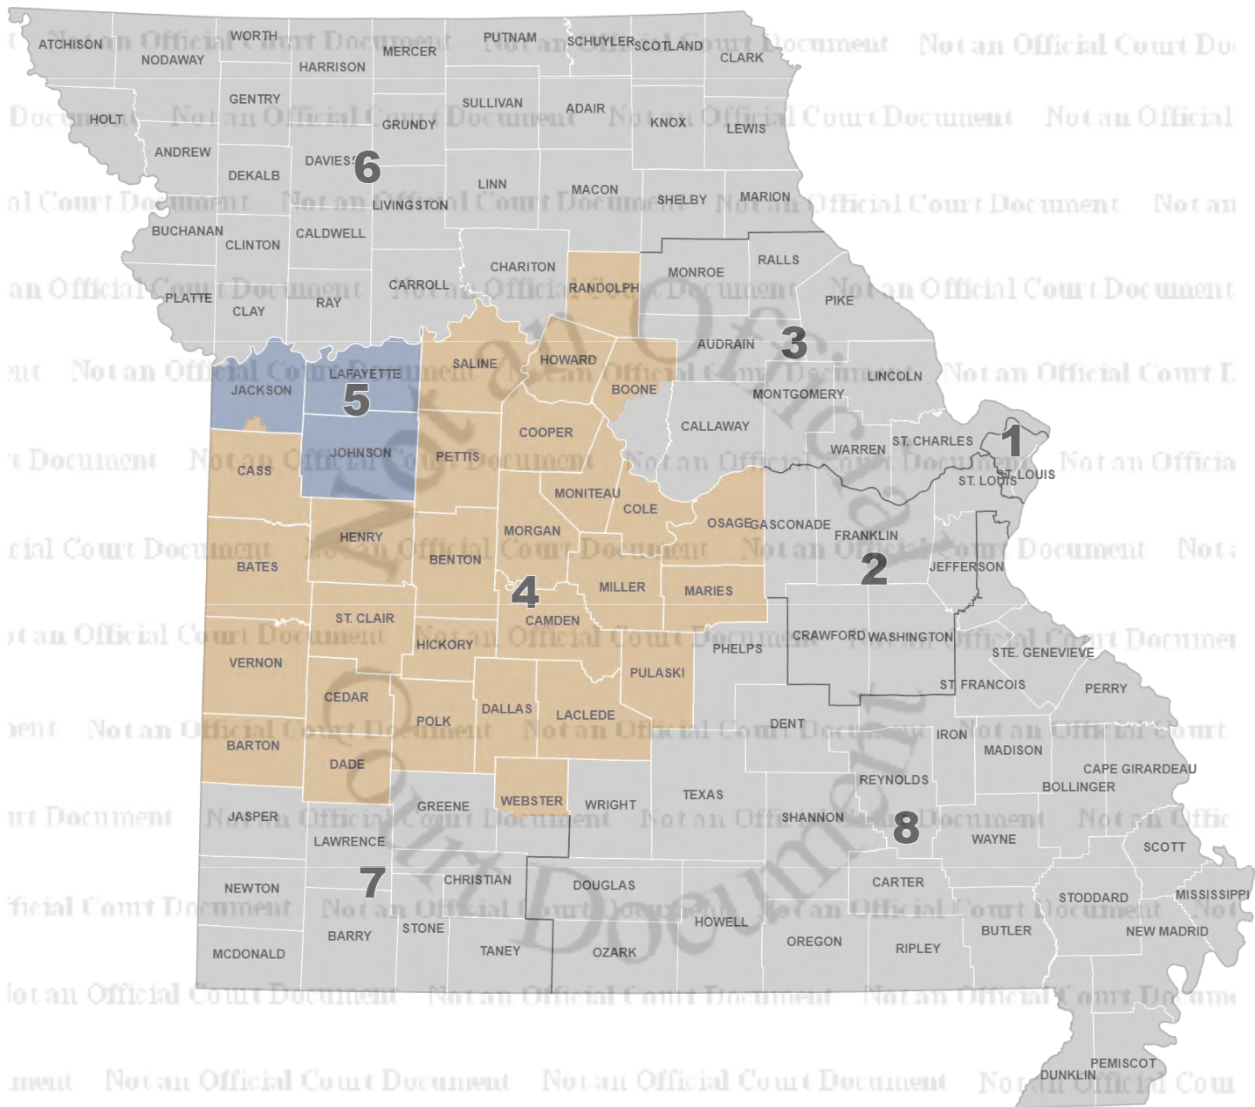 Not an Official Court Document
ATCHISON
NODAWAY
WORTH
HARRISON
MERCER
PUTNAM
SCHUYLER
SCOTLAND
CLARK
HOLT
GENTRY
SULLIVAN
ADAIR
KNOX
LEWIS
GRUNDY
ANDREW
DEKALB
DAVIESS
6
LINN
MACON
SHELBY
MARION
LIVINGSTON
BUCHANAN
CLINTON
CALDWELL
PLATTE
CLAY
RAY
CARROLL
CHARITON
RANDOLPH
MONROE
RALLS
PIKE
AUDRAIN
3
JACKSON
LAFAYETTE
5
SALINE
HOWARD
BOONE
MONTGOMERY
LINCOLN
CALLAWAY
WARREN
ST. CHARLES
1
ST. LOUIS
ST. LOUIS
CASS
JOHNSON
PETTIS
COOPER
MONITEAU
COLE
OSAGE
GASCONADE
FRANKLIN
2
JEFFERSON
BATES
HENRY
BENTON
MORGAN
MILLER
MARIES
4
CAMDEN
ST. CLAIR
HICKORY
VERNON
PULASKI
PHELPS
CRAWFORD
WASHINGTON
STE. GENEVIEVE
ST. FRANCOIS
PERRY
CEDAR
POLK
DALLAS
LACLEDE
DENT
IRON
MADISON
BARTON
DADE
REYNOLDS
BOLLINGER
CAPE GIRARDEAU
JASPER
GREENE
WEBSTER
WRIGHT
TEXAS
SHANNON
8
WAYNE
SCOTT
LAWRENCE
7
NEWTON
CHRISTIAN
DOUGLAS
CARTER
STODDARD
MISSISSIPPI
MCDONALD
BARRY
STONE
TANEY
OZARK
HOWELL
OREGON
RIPLEY
BUTLER
NEW MADRID
DUNKLIN
PEMISCOT
Not an Official Court Document